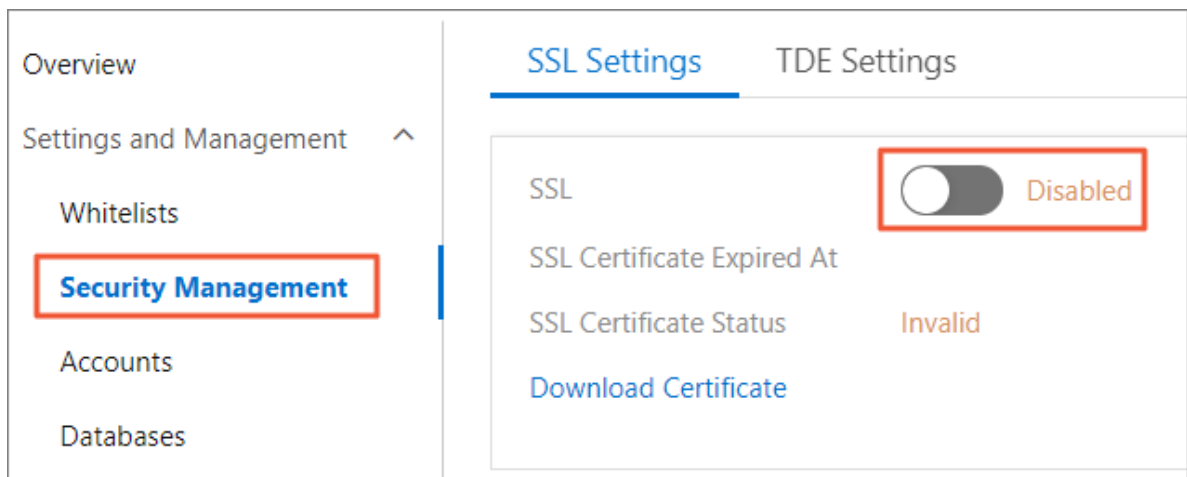 Overview
Settings and Management
Whitelists
Security Management
Accounts
Databases
SSL Settings
TDE Settings
SSL
Disabled
SSL Certificate Expired At
SSL Certificate Status
Invalid
Download Certificate